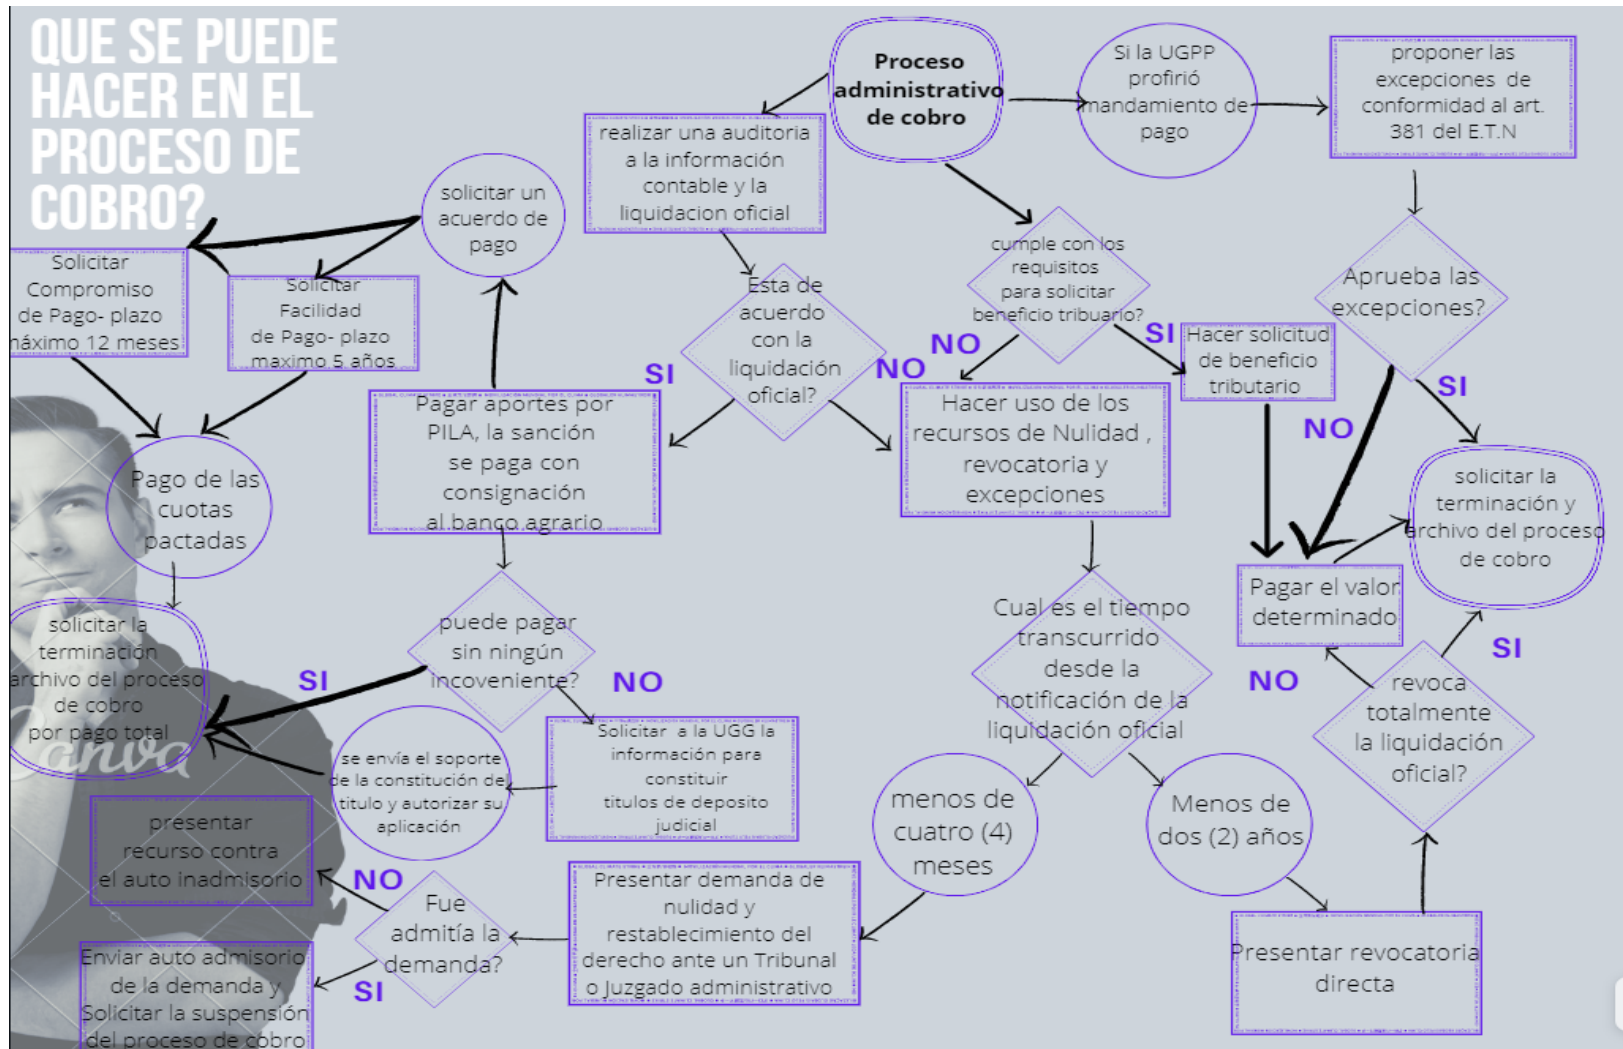 QUE SE PUEDE
HACER EN EL
PROCESO DE
COBRO?
Proceso
administrativo
de cobro
Si la UGPP
profirió
mandamiento de
pago
proponer las
excepciones de
conformidad al art.
381 del E.T.N
realizar una auditoria
a la información
contable y la
liquidacion oficial
solicitar un
acuerdo de
pago
Solicitar
Compromiso
de Pago- plazo
máximo 12 meses
Solicitar
Facilidad
de Pago- plazo
maximo 5 años
Esta de
acuerdo
con la
liquidación
oficial?
SI
NO
cumple con los
requisitos
para solicitar
beneficio tribuario?
NO
SI
Hacer solicitud
de beneficio
tributario
Aprueba las
excepciones?
NO
SI
Pagar aportes por
PILA, la sanción
se paga con
consignación
al banco agrario
Hacer uso de los
recursos de Nulidad ,
revocatoria y
excepciones
solicitar la
terminación y
archivo del proceso
de cobro
Pago de las
cuotas
pactadas
Pagar el valor
determinado
solicitar la
terminación
archivo del proceso
de cobro
por pago total
puede pagar
sin ningún
incoveniente?
SI
NO
Cual es el tiempo
transcurrido
desde la
notificación de la
liquidación oficial
NO
SI
revoca
totalmente
la liquidación
oficial?
se envía el soporte
de la constitución del
titulo y autorizar su
aplicación
Solicitar a la UGG la
información para
constituir
titulos de deposito
judicial
menos de
cuatro (4)
meses
Menos de
dos (2) años
Canva
presentar
recurso contra
el auto inadmisorio
NO
Fue
admitía la
demanda?
SI
Presentar demanda de
nulidad y
restablecimiento del
derecho ante un Tribunal
o Juzgado administrativo
Presentar revocatoria
directa
Enviar auto admisorio
de la demanda y
Solicitar la suspensión
del proceso de cobro